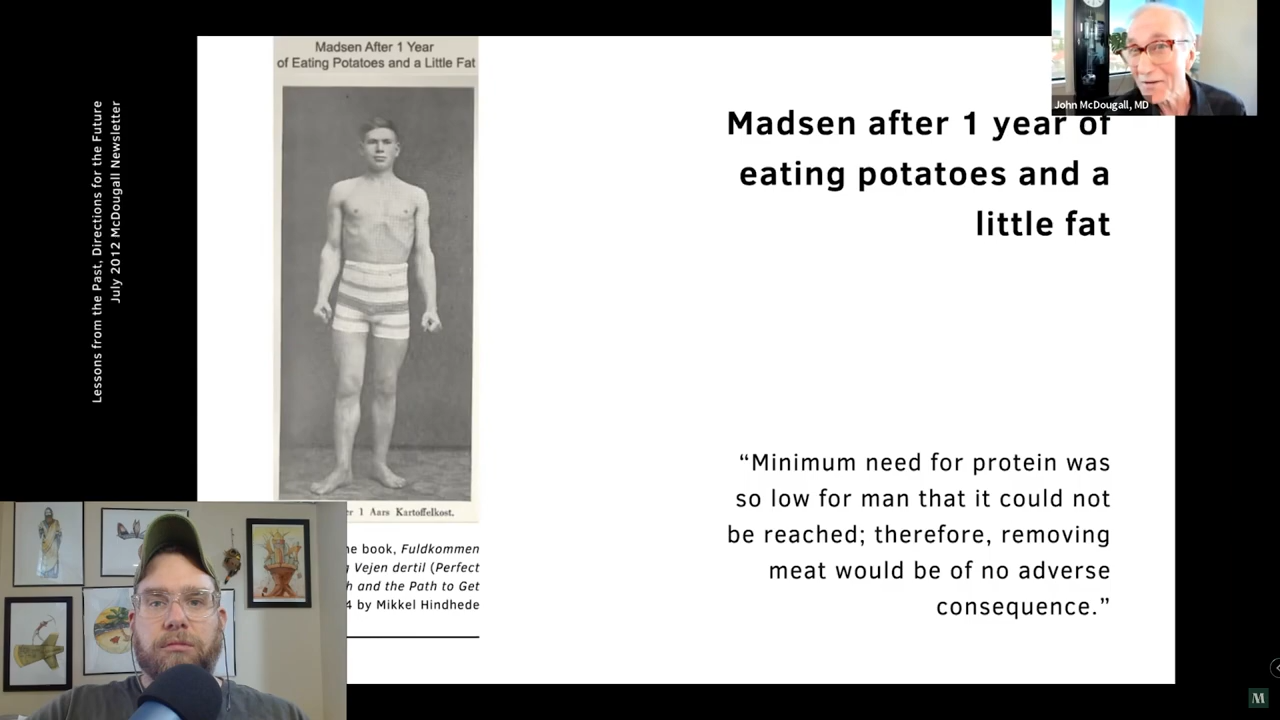 Madsen After 1 Year
of Eating Potatoes and a Little Fat
r 1 Aars Kartoffelkost.
e book, Fuldkommen
Vejen dertil (Perfect
h and the Path to Get
4 by Mikkel Hindhede
Lessons from the Past, Directions for the Future
July 2012 McDougall Newsletter
John McDougall, MD
Madsen after 1 year of
eating potatoes and a
little fat
“Minimum need for protein was
so low for man that it could not
be reached; therefore, removing
meat would be of no adverse
consequence.”
M